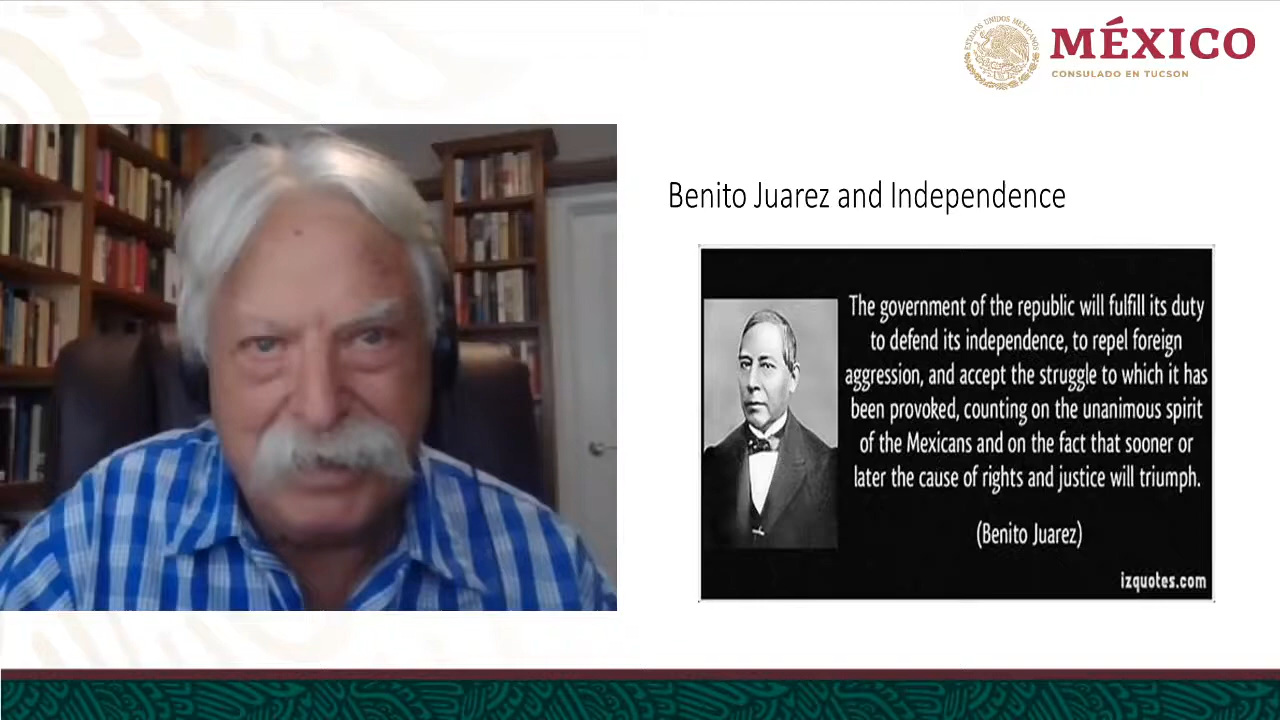 ESTADOS UNIDOS MEXICANOS
MÉXICO
CONSULADO EN TUCSON
Benito Juarez and Independence
The government of the republic will fulfill its duty
to defend its independence, to repel foreign
aggression, and accept the struggle to which it has
been provoked, counting on the unanimous spirit
of the Mexicans and on the fact that sooner or
later the cause of rights and justice will triumph.
(Benito Juarez)
izquotes.com